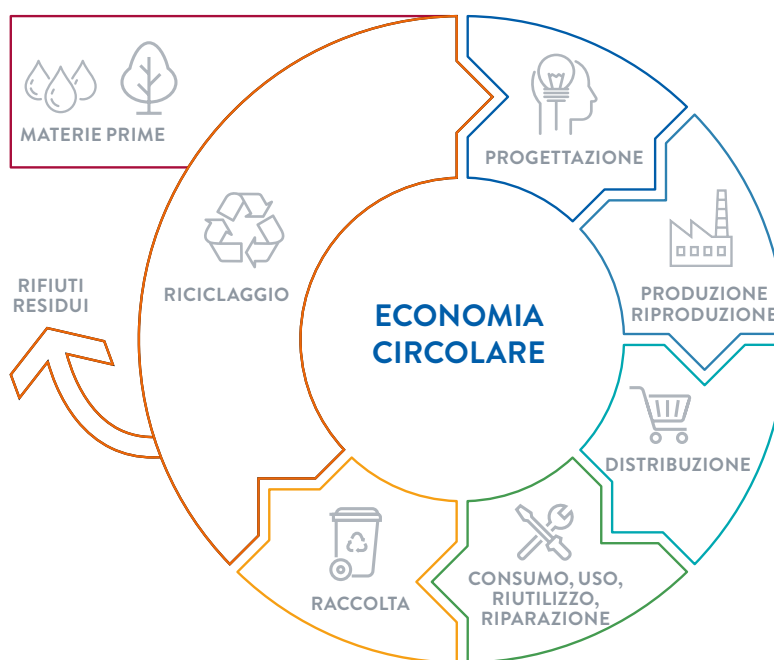 MATERIE PRIME
PROGETTAZIONE
PRODUZIONE
RIPRODUZIONE
DISTRIBUZIONE
CONSUMO, USO,
RIUTILIZZO,
RIPARAZIONE
RACCOLTA
RICICLAGGIO
RIFIUTI
RESIDUI
ECONOMIA
CIRCOLARE